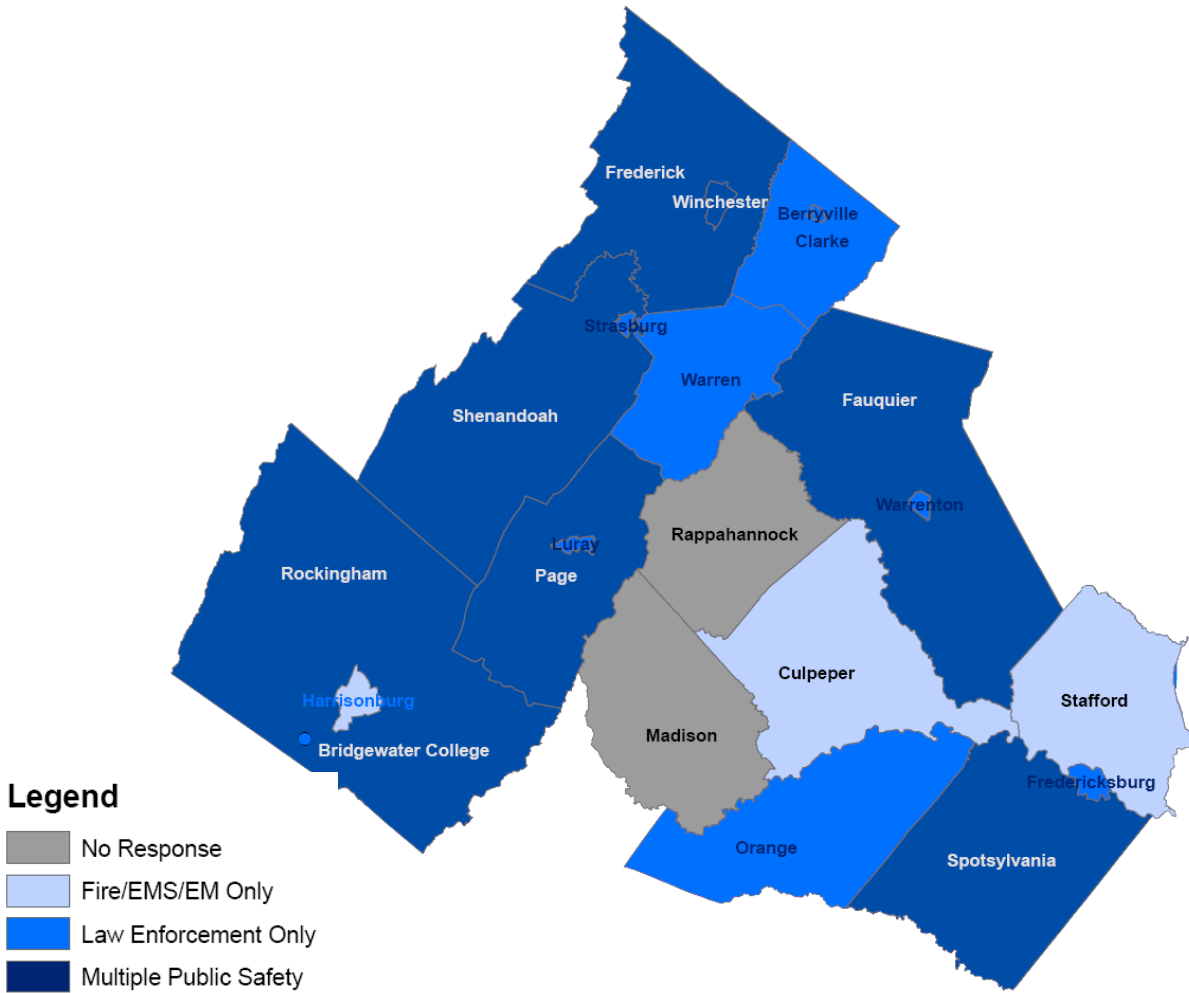 Frederick
Winchester
Berryville
Clarke
Strasburg
Warren
Fauquier
Shenandoah
Warrenton
Rappahannock
Luray
Rockingham
Page
Culpeper
Harrisonburg
Stafford
Madison
Bridgewater College
Fredericksburg
Orange
Spotsylvania
Legend
No Response
Fire/EMS/EM Only
Law Enforcement Only
Multiple Public Safety